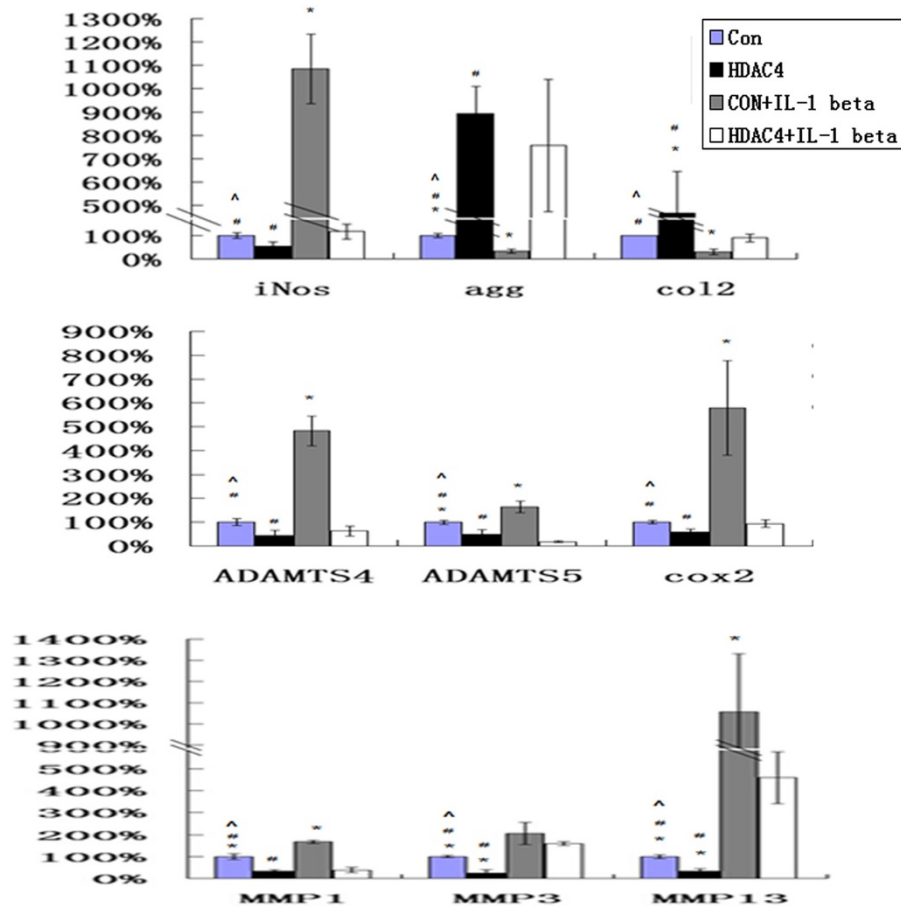 1300%
1200%
1100%
1000%
900%
800%
700%
600%
500%
100%
0%
Con
HDAC4
CON+IL-1 beta
HDAC4+IL-1 beta
* # # *
^ ^ ^
# # # * # *
* *
iNos agg col2
900%
800%
700%
600%
500%
400%
300%
200%
100%
0%
* * *
^ ^ ^
# # # # # #
*
ADAMTS4 ADAMTS5 cox2
1400%
1300%
1200%
1100%
1000%
900%
500%
400%
300%
200%
100%
0%
*
^ ^ ^
# * # # #
* # * * * *
MMP1 MMP3 MMP13